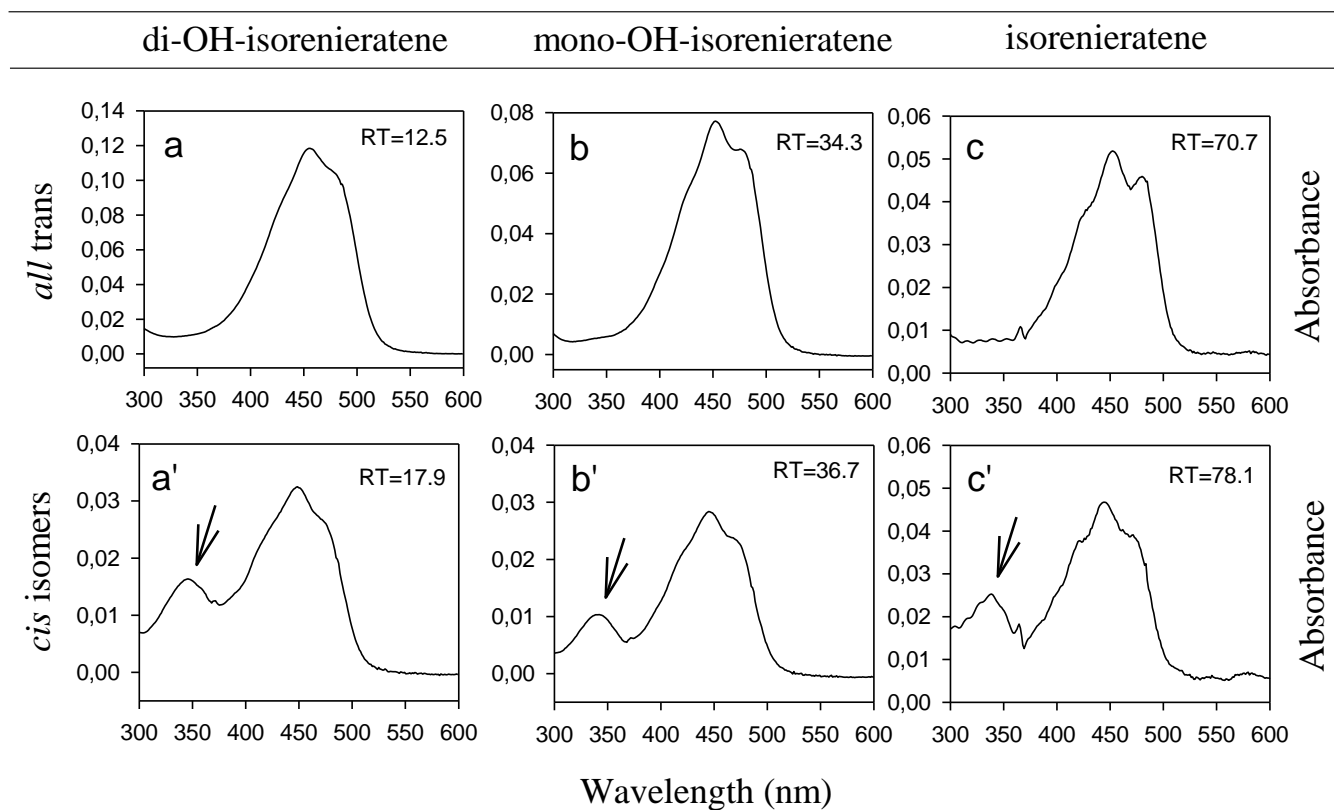 di-OH-isorenieratene mono-OH-isorenieratene isorenieratene
all trans
0,14
0,12
0,10
0,08
0,06
0,04
0,02
0,00
a
RT=12.5
300 350 400 450 500 550 600
0,08
0,06
0,04
0,02
0,00
b
RT=34.3
300 350 400 450 500 550 600
0,06
0,05
0,04
0,03
0,02
0,01
0,00
c
RT=70.7
300 350 400 450 500 550 600
Absorbance
cis isomers
0,04
0,03
0,02
0,01
0,00
a'
RT=17.9
300 350 400 450 500 550 600
0,04
0,03
0,02
0,01
0,00
b'
RT=36.7
300 350 400 450 500 550 600
0,06
0,05
0,04
0,03
0,02
0,01
0,00
c'
RT=78.1
300 350 400 450 500 550 600
Absorbance
Wavelength (nm)